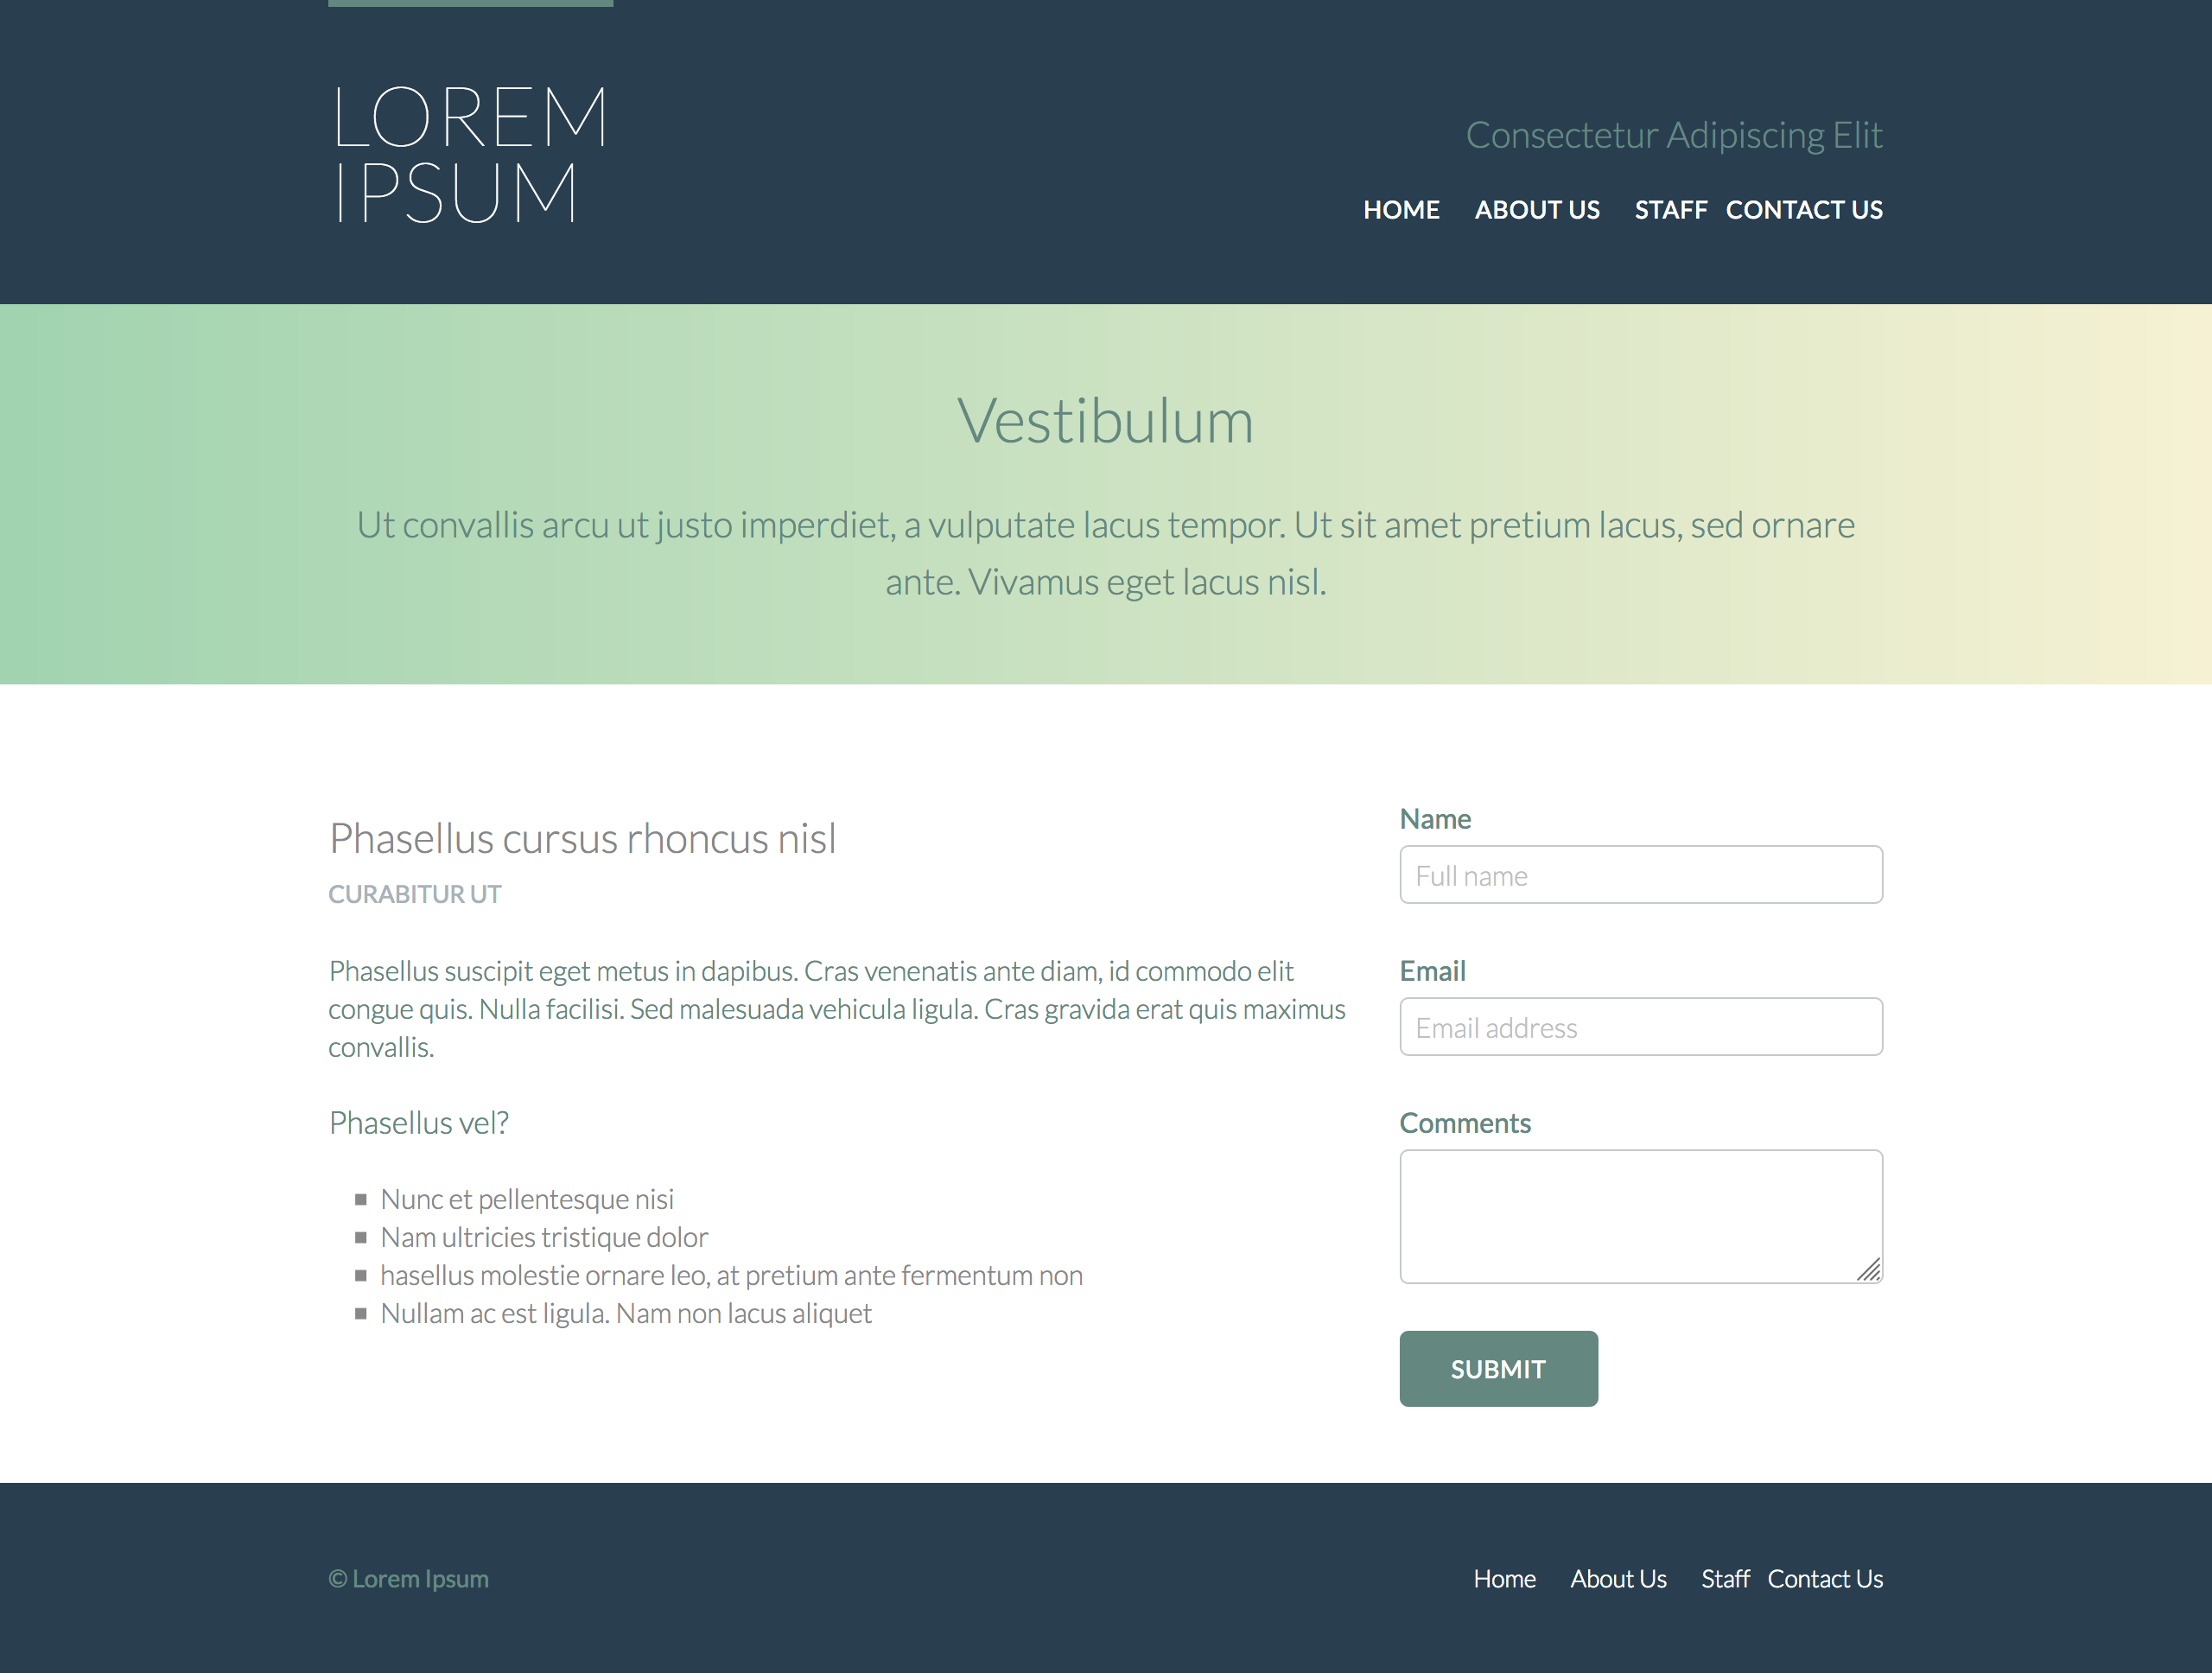 LOREM
IPSUM
Consectetur Adipiscing Elit
HOME ABOUT US STAFF CONTACT US
Vestibulum
Ut convallis arcu ut justo imperdiet, a vulputate lacus tempor. Ut sit amet pretium lacus, sed ornare
ante. Vivamus eget lacus nisl.
Phasellus cursus rhoncus nisl
CURABITUR UT
Phasellus suscipit eget metus in dapibus. Cras venenatis ante diam, id commodo elit
congue quis. Nulla facilisi. Sed malesuada vehicula ligula. Cras gravida erat quis maximus
convallis.
Phasellus vel?
Nunc et pellentesque nisi
Nam ultricies tristique dolor
hasellus molestie ornare leo, at pretium ante fermentum non
Nullam ac est ligula. Nam non lacus aliquet
Name
Full name
Email
Email address
Comments
SUBMIT
© Lorem Ipsum
Home About Us Staff Contact Us